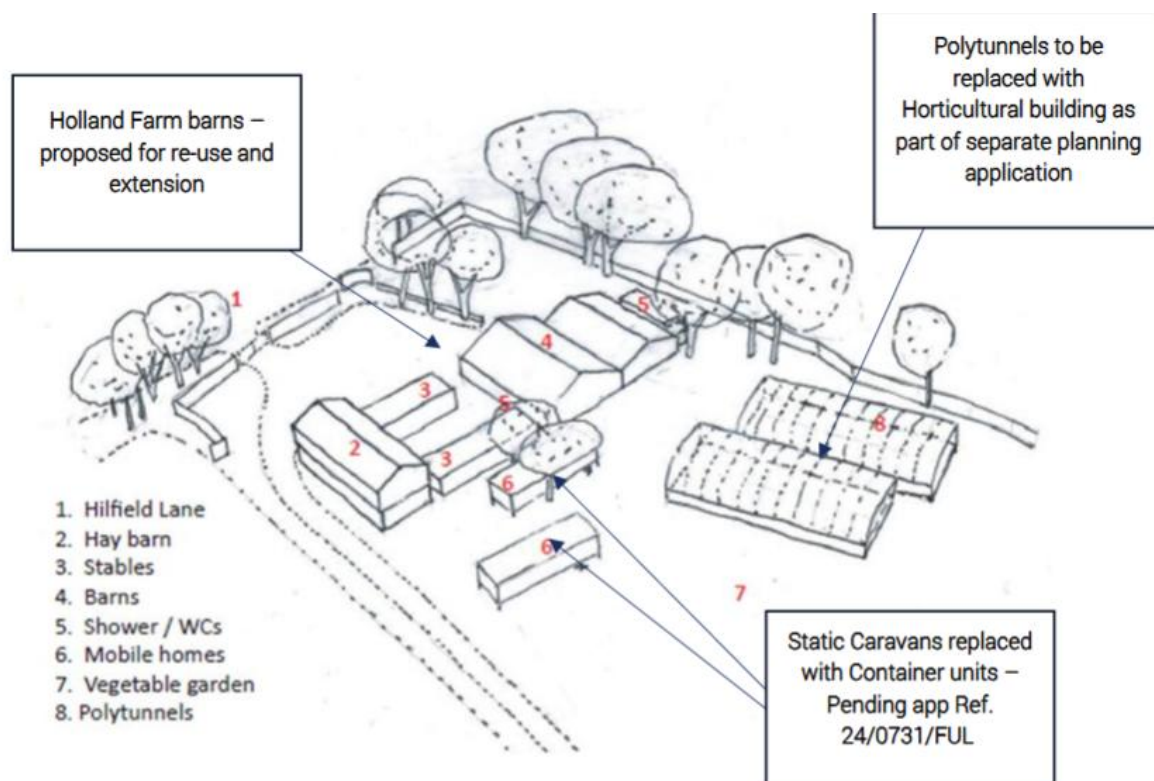 Polytunnels to be
replaced with
Horticultural building as
part of separate planning
application
Holland Farm barns –
proposed for re-use and
extension
1
5
4
3
5
8
2
3
6
6
7
1. Hilfield Lane
2. Hay barn
3. Stables
4. Barns
5. Shower / WCs
6. Mobile homes
7. Vegetable garden
8. Polytunnels
Static Caravans replaced
with Container units –
Pending app Ref.
24/0731/FUL